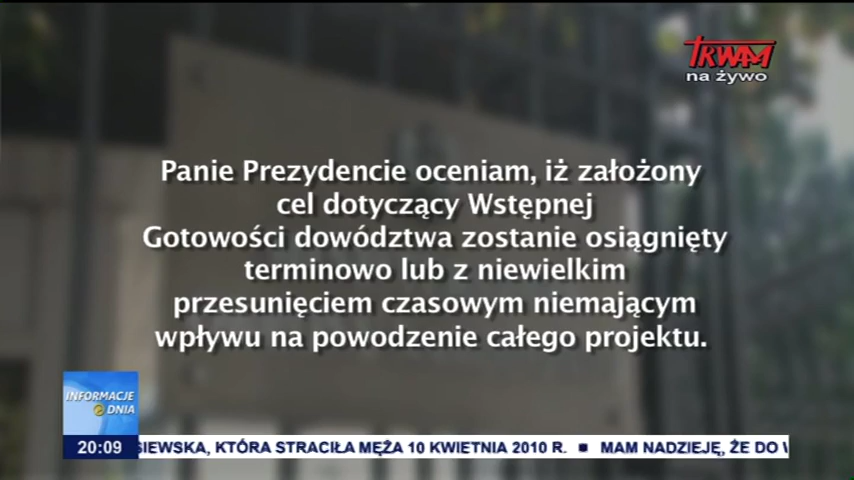 TRWAM
na żywo
Panie Prezydencie oceniam, iż założony
cel dotyczący Wstępnej
Gotowości dowództwa zostanie osiągnięty
terminowo lub z niewielkim
przesunięciem czasowym niemającym
wpływu na powodzenie całego projektu.
INFORMACJE
DNIA
20:09
SIEWSKA, KTÓRA STRACIŁA MĘŻA 10 KWIETNIA 2010 R. ■ MAM NADZIEJĘ, ŻE DO